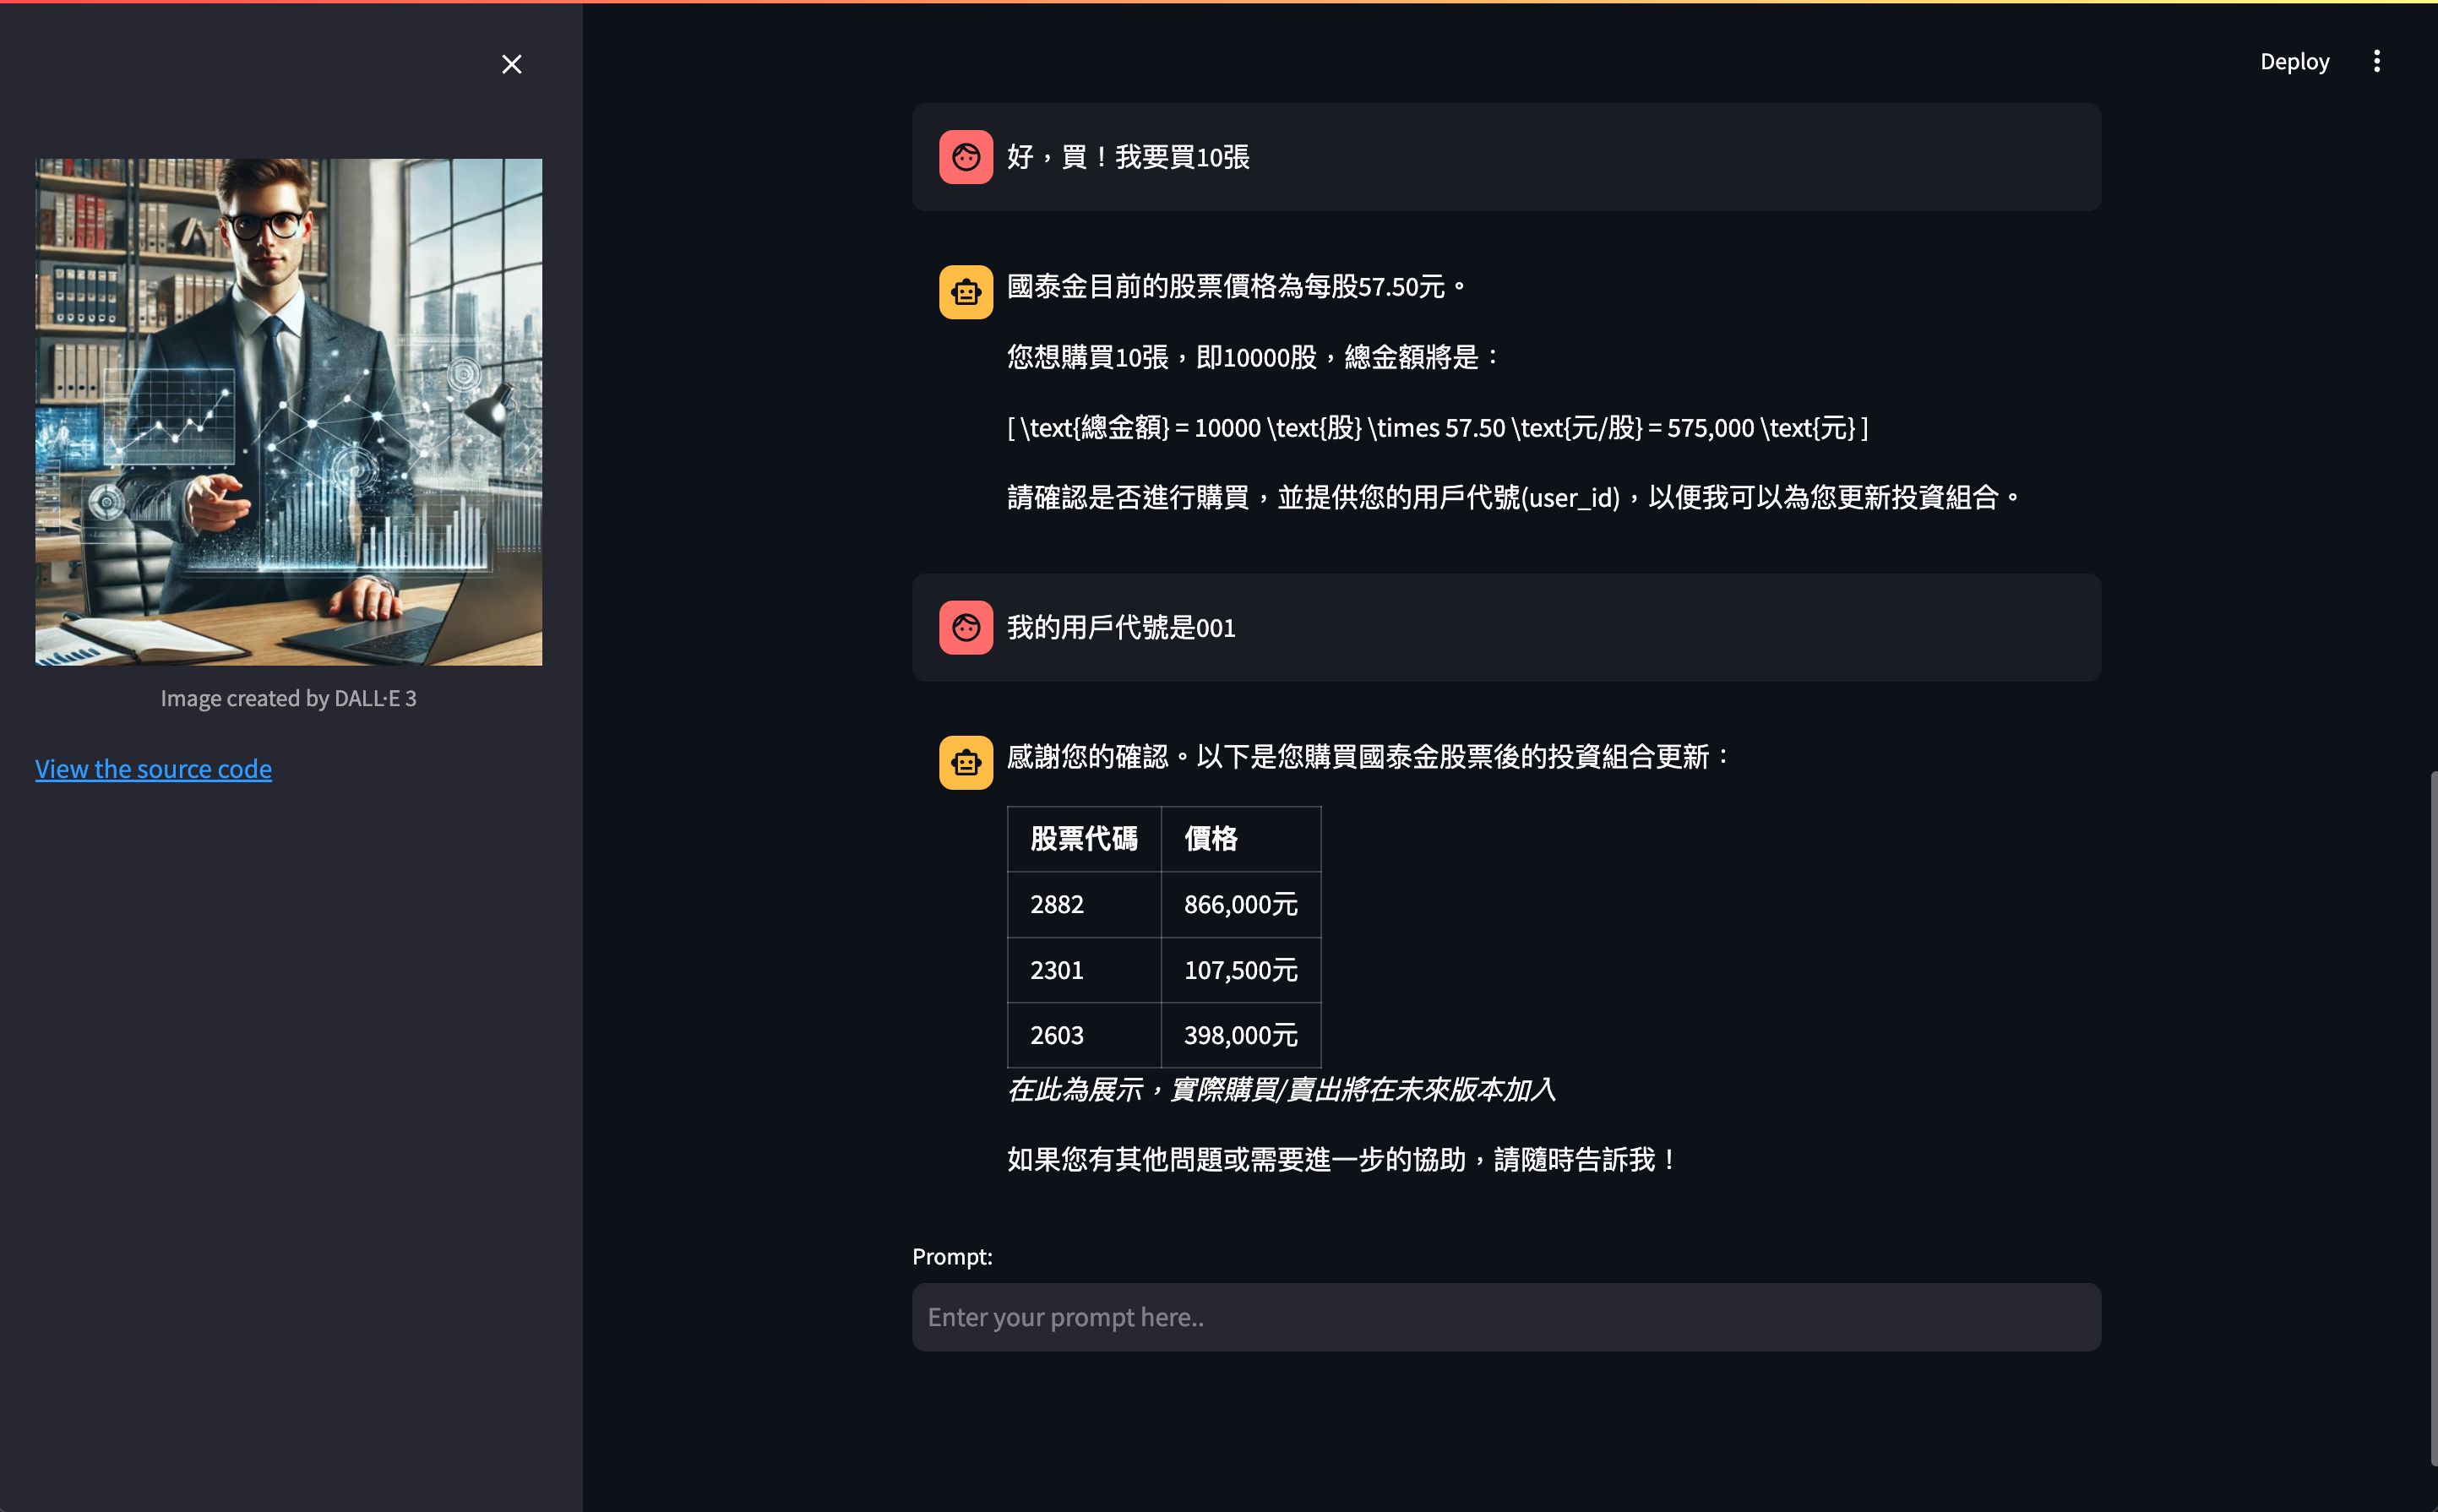 Deploy
好，買！我要買10張
國泰金目前的股票價格為每股57.50元。
您想購買10張，即10000股，總金額將是：
[ \text{總金額} = 10000 \text{股} \times 57.50 \text{元/股} = 575,000 \text{元} ]
請確認是否進行購買，並提供您的用戶代號(user_id)，以便我可以為您更新投資組合。
我的用戶代號是001
感謝您的確認。以下是您購買國泰金股票後的投資組合更新：
股票代碼 價格
2882 866,000元
2301 107,500元
2603 398,000元
在此為展示，實際購買/賣出將在未來版本加入
如果您有其他問題或需要進一步的協助，請隨時告訴我！
Prompt:
Enter your prompt here..
Image created by DALL·E 3
View the source code